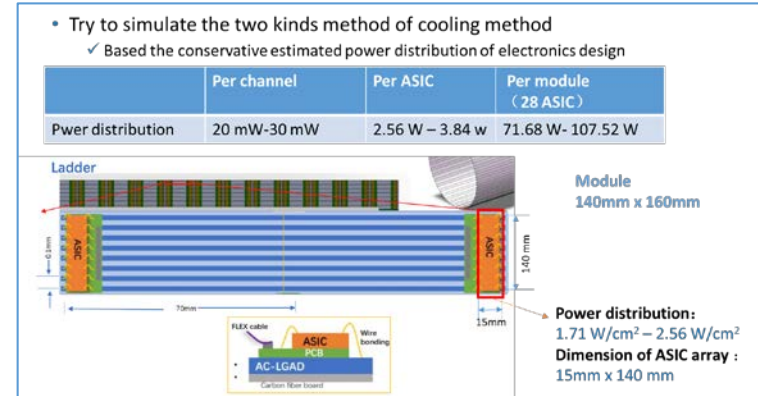 • Try to simulate the two kinds method of cooling method
✓ Based the conservative estimated power distribution of electronics design
Per channel Per ASIC Per module
（28 ASIC）
Pwer distribution 20 mW-30 mW 2.56 W – 3.84 w 71.68 W- 107.52 W
Ladder
Module
140mm x 160mm
ASIC
ASIC
0.1mm
140 mm
70mm
15mm
Power distribution：
1.71 W/cm² – 2.56 W/cm²
Dimension of ASIC array：
15mm x 140 mm
FLEX cable
Wire
bonding
ASIC
PCB
AC-LGAD
Carbon fiber board